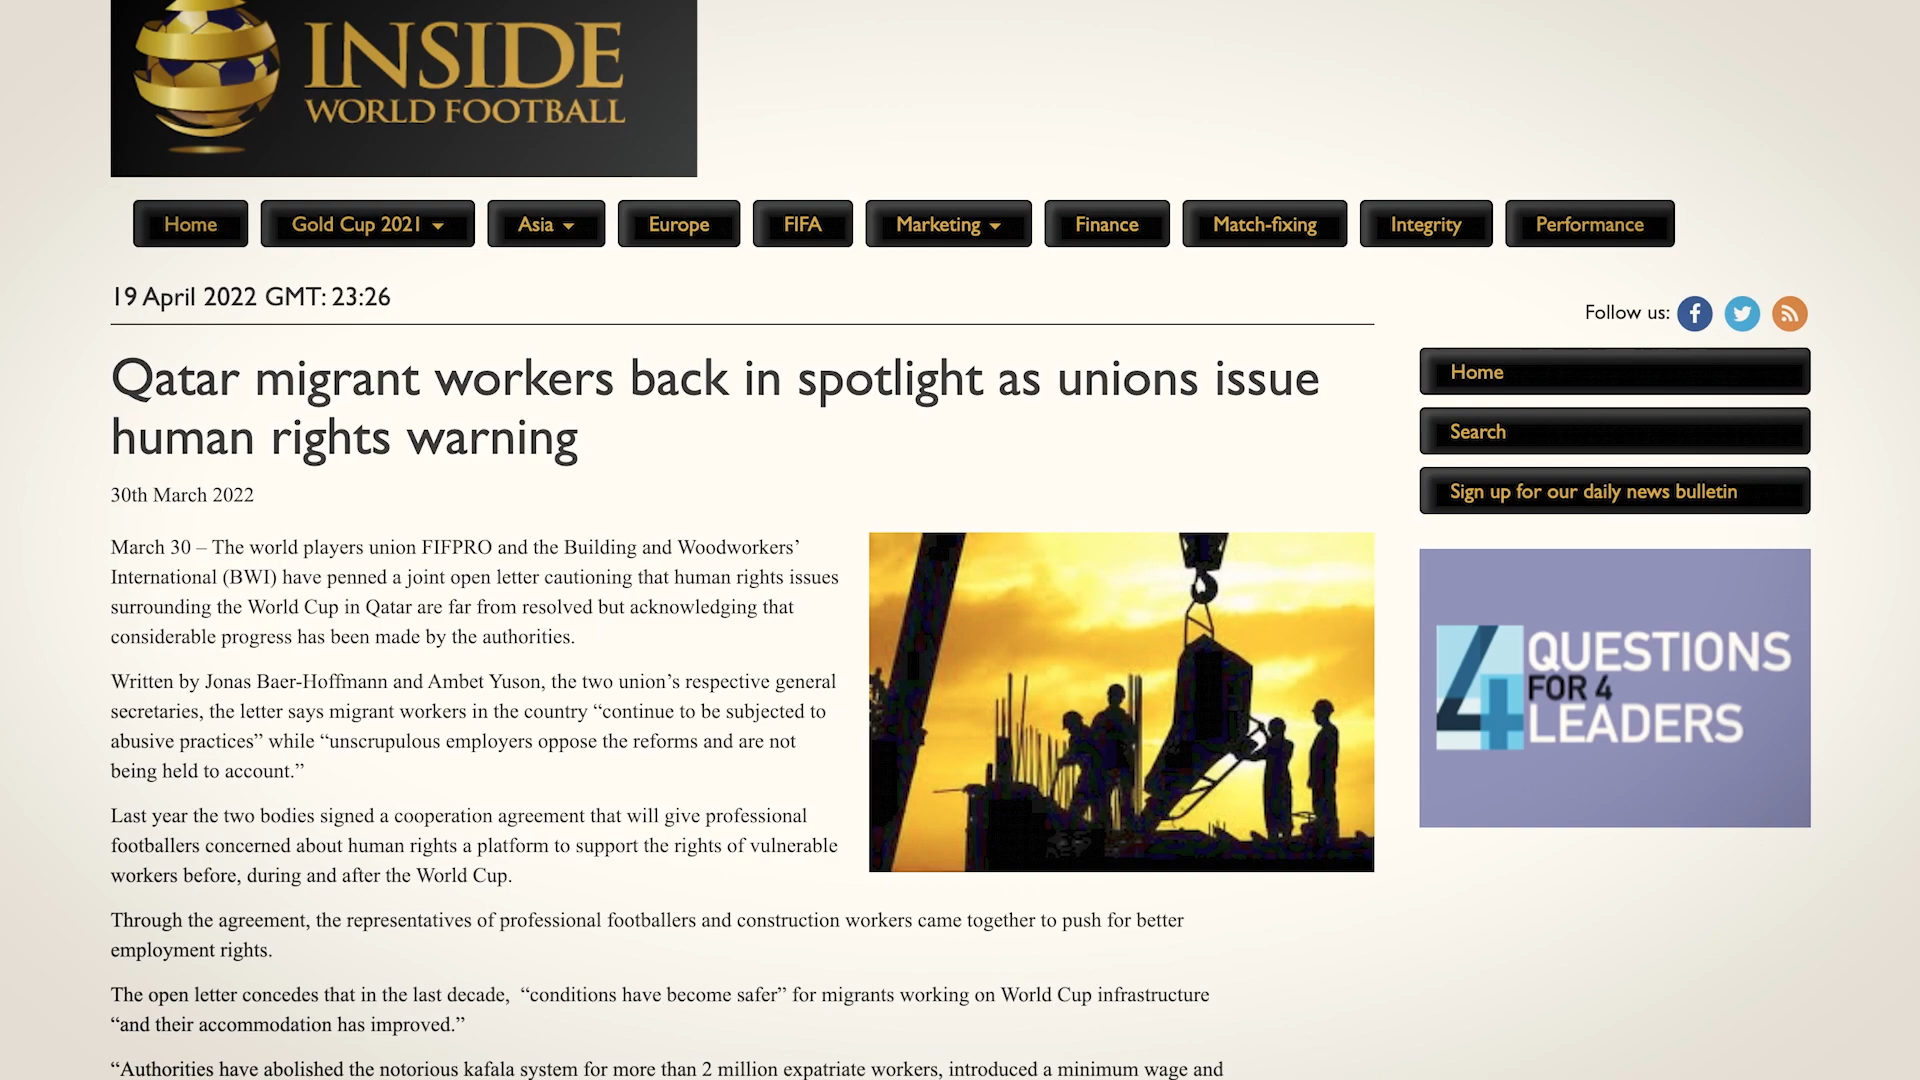 INSIDE
WORLD FOOTBALL
Home
Gold Cup 2021
Asia
Europe
FIFA
Marketing
Finance
Match-fixing
Integrity
Performance
19 April 2022 GMT: 23:26
Follow us:
Qatar migrant workers back in spotlight as unions issue
human rights warning
30th March 2022
March 30 – The world players union FIFPRO and the Building and Woodworkers’
International (BWI) have penned a joint open letter cautioning that human rights issues
surrounding the World Cup in Qatar are far from resolved but acknowledging that
considerable progress has been made by the authorities.
Written by Jonas Baer-Hoffmann and Ambet Yuson, the two union’s respective general
secretaries, the letter says migrant workers in the country “continue to be subjected to
abusive practices” while “unscrupulous employers oppose the reforms and are not
being held to account.”
Last year the two bodies signed a cooperation agreement that will give professional
footballers concerned about human rights a platform to support the rights of vulnerable
workers before, during and after the World Cup.
Through the agreement, the representatives of professional footballers and construction workers came together to push for better
employment rights.
The open letter concedes that in the last decade,  “conditions have become safer” for migrants working on World Cup infrastructure
“and their accommodation has improved.”
“Authorities have abolished the notorious kafala system for more than 2 million expatriate workers, introduced a minimum wage and
Home
Search
Sign up for our daily news bulletin
4 QUESTIONS
FOR 4
LEADERS